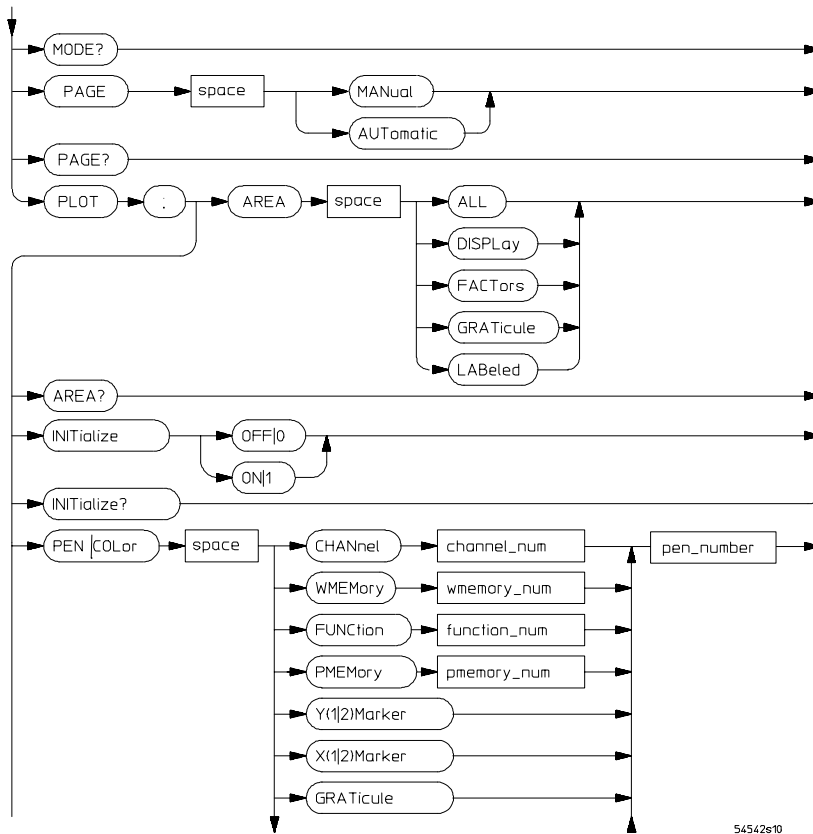 MODE?
PAGE space MANual
AUTomatic
PAGE?
PLOT : AREA space ALL
DISPLay
FACTors
GRATicule
LABeled
AREA?
INITialize OFF|0
ON|1
INITialize?
PEN |COLor space CHANnel channel_num pen_number
WMEMory wmemory_num
FUNCtion function_num
PMEMory pmemory_num
Y(1|2)Marker
X(1|2)Marker
GRATicule
54542s10